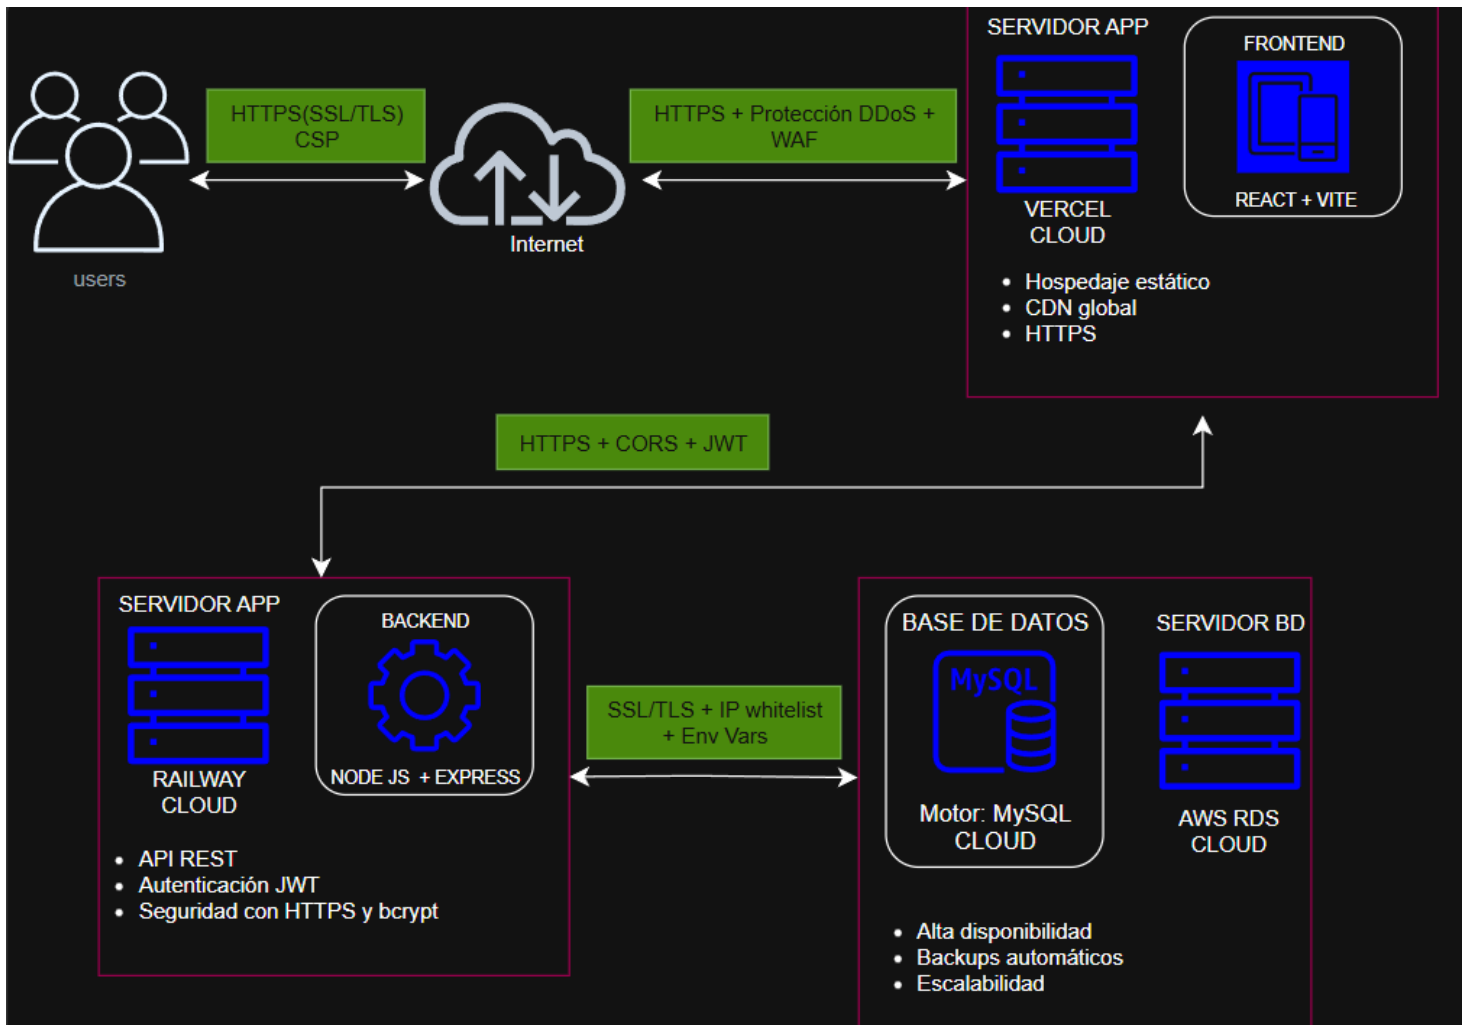 SERVIDOR APP
FRONTEND
HTTPS(SSL/TLS)
CSP
HTTPS + Protección DDoS +
WAF
REACT + VITE
VERCEL
CLOUD
Internet
users
• Hospedaje estático
• CDN global
• HTTPS
HTTPS + CORS + JWT
SERVIDOR APP
BACKEND
RAILWAY
CLOUD
NODE JS + EXPRESS
• API REST
• Autenticación JWT
• Seguridad con HTTPS y bcrypt
SSL/TLS + IP whitelist
+ Env Vars
BASE DE DATOS
MySQL
Motor: MySQL
CLOUD
SERVIDOR BD
AWS RDS
CLOUD
• Alta disponibilidad
• Backups automáticos
• Escalabilidad